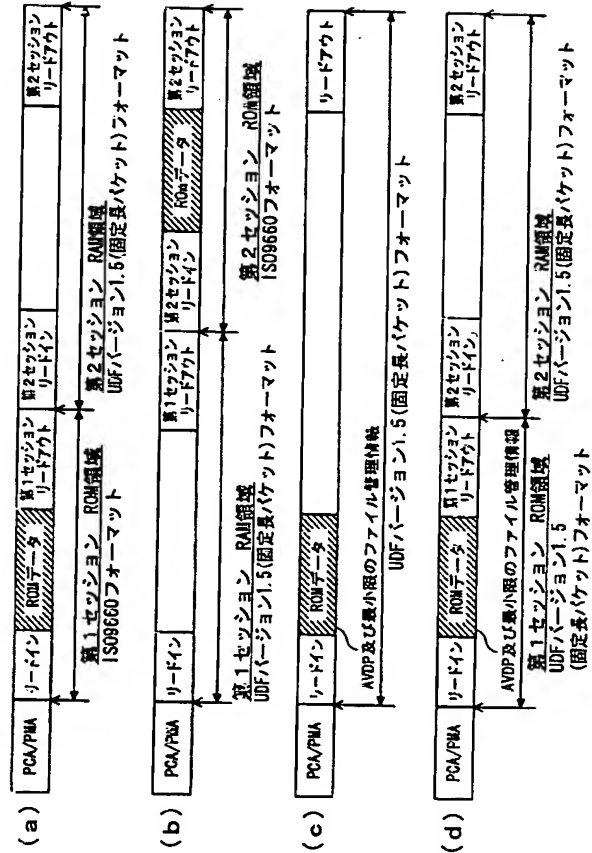 (a)
PCA/PMA
リードイン
ROMデータ
第1セッション
リードアウト
第2セッション
リードイン
第2セッション
リードアウト
第1セッション ROM領域
ISO9660フォーマット
第2セッション RAM領域
UDFバージョン1.5(固定長パケット)フォーマット
(b)
PCA/PMA
リードイン
第1セッション
リードアウト
第2セッション
リードイン
ROMデータ
第2セッション
リードアウト
第1セッション RAM領域
UDFバージョン1.5(固定長パケット)フォーマット
第2セッション ROM領域
ISO9660フォーマット
(c)
PCA/PMA
リードイン
ROMデータ
リードアウト
AVDP及び最小限のファイル管理情報
UDFバージョン1.5(固定長パケット)フォーマット
(d)
PCA/PMA
リードイン
ROMデータ
第1セッション
リードアウト
第2セッション
リードイン
第2セッション
リードアウト
AVDP及び最小限のファイル管理情報
第1セッション ROM領域
UDFバージョン1.5
(固定長パケット)フォーマット
第2セッション RAM領域
UDFバージョン1.5(固定長パケット)フォーマット